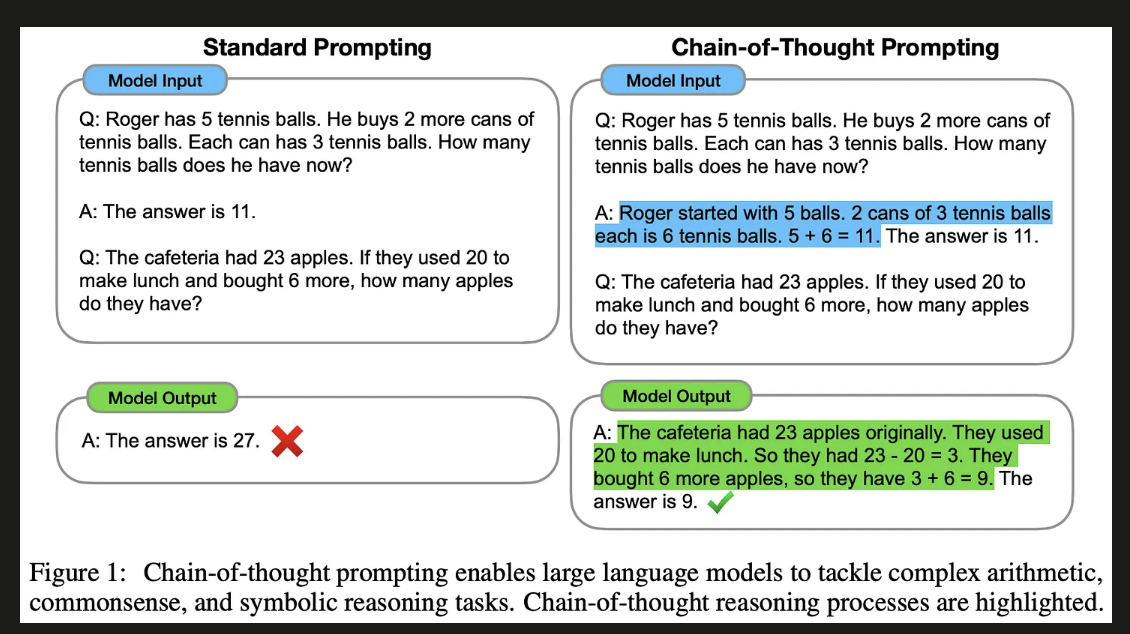 Standard Prompting
Model Input
Q: Roger has 5 tennis balls. He buys 2 more cans of
tennis balls. Each can has 3 tennis balls. How many
tennis balls does he have now?
A: The answer is 11.
Q: The cafeteria had 23 apples. If they used 20 to
make lunch and bought 6 more, how many apples
do they have?
Model Output
A: The answer is 27.
Chain-of-Thought Prompting
Model Input
Q: Roger has 5 tennis balls. He buys 2 more cans of
tennis balls. Each can has 3 tennis balls. How many
tennis balls does he have now?
A: Roger started with 5 balls. 2 cans of 3 tennis balls
each is 6 tennis balls. 5 + 6 = 11. The answer is 11.
Q: The cafeteria had 23 apples. If they used 20 to
make lunch and bought 6 more, how many apples
do they have?
Model Output
A: The cafeteria had 23 apples originally. They used
20 to make lunch. So they had 23 - 20 = 3. They
bought 6 more apples, so they have 3 + 6 = 9. The
answer is 9.
Figure 1: Chain-of-thought prompting enables large language models to tackle complex arithmetic,
commonsense, and symbolic reasoning tasks. Chain-of-thought reasoning processes are highlighted.